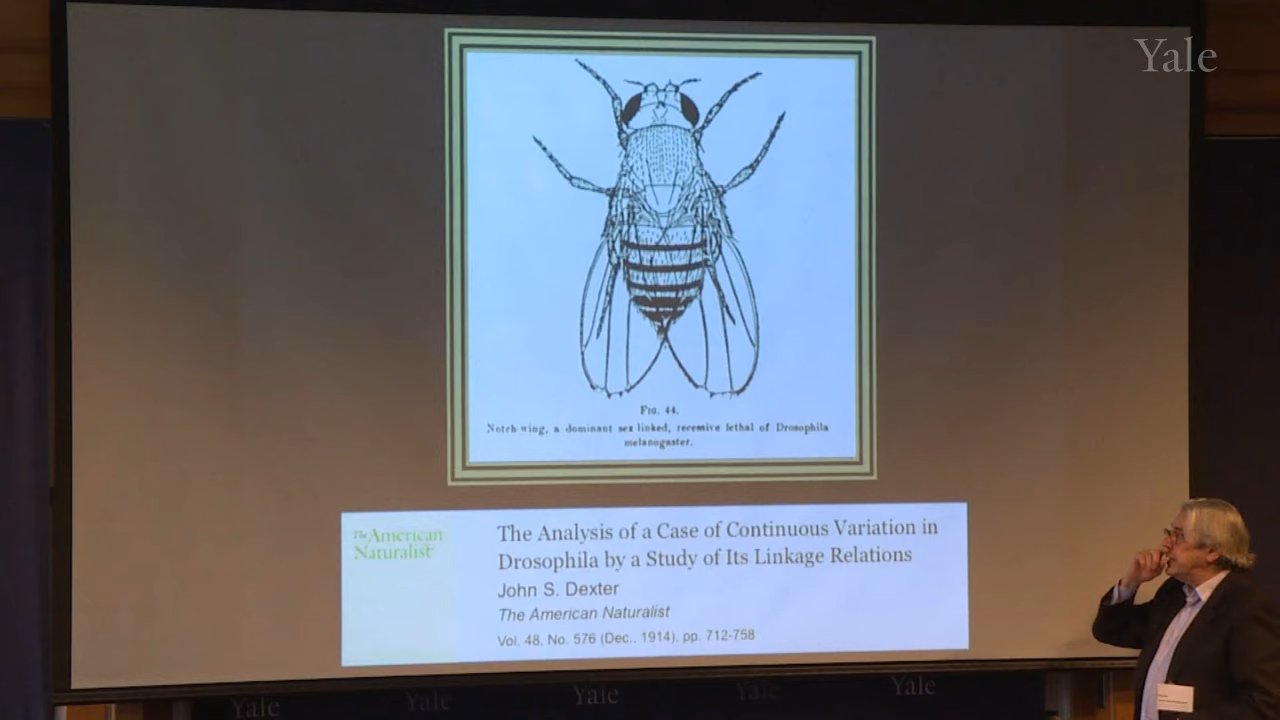 Yale
FIG. 44.
Notch wing, a dominant sex linked, recessive lethal of Drosophila
melanogaster.
The American
Naturalist
The Analysis of a Case of Continuous Variation in
Drosophila by a Study of Its Linkage Relations
John S. Dexter
The American Naturalist
Vol. 48, No. 576 (Dec., 1914), pp. 712-758
Yale Yale Yale Yale Yale